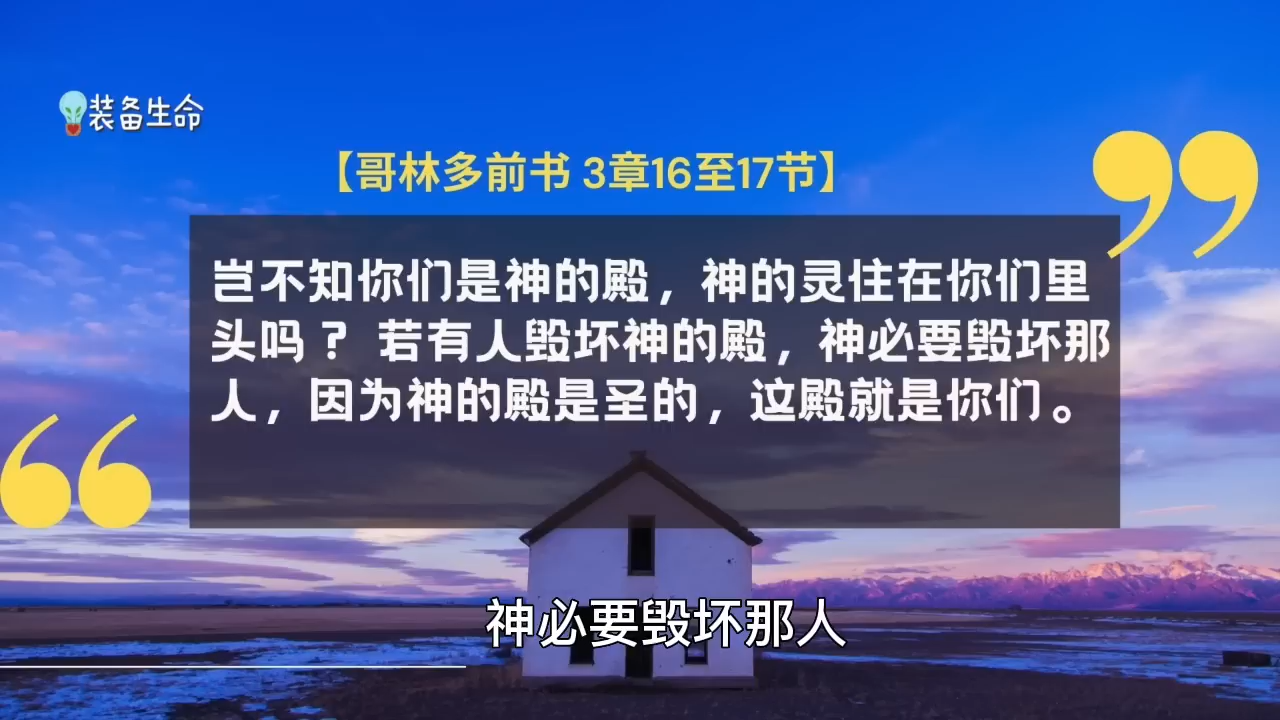 装备生命
【哥林多前书 3章16至17节】
岂不知你们是神的殿，神的灵住在你们里
头吗？ 若有人毁坏神的殿，神必要毁坏那
人，因为神的殿是圣的，这殿就是你们。
神必要毁坏那人